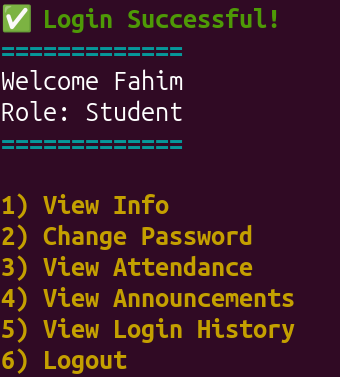 ✅ Login Successful!
=============
Welcome Fahim
Role: Student
=============
1) View Info
2) Change Password
3) View Attendance
4) View Announcements
5) View Login History
6) Logout